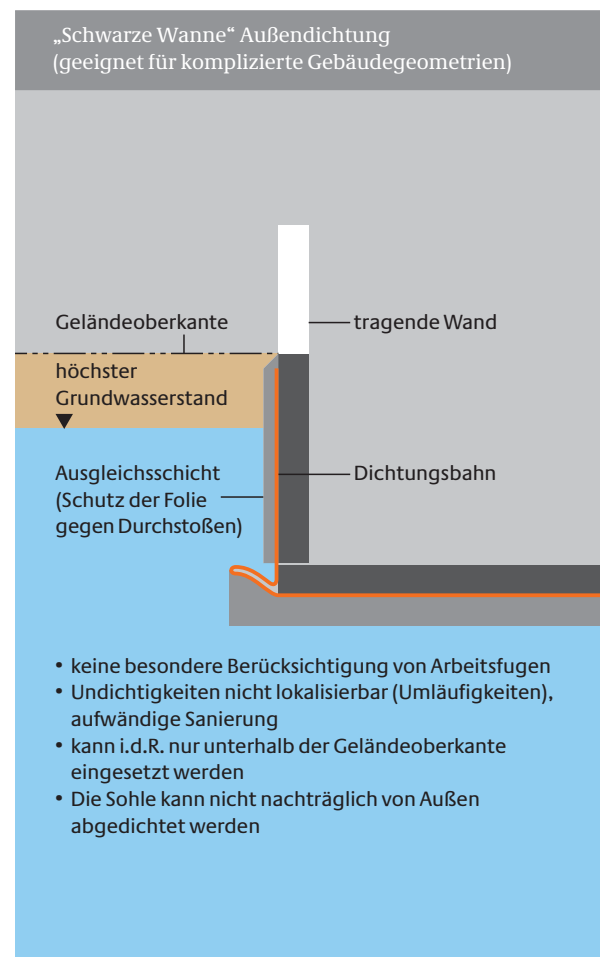 „Schwarze Wanne“ Außendichtung
(geeignet für komplizierte Gebäudegeometrien)
Geländeoberkante
tragende Wand
höchster
Grundwasserstand
Ausgleichsschicht
(Schutz der Folie
gegen Durchstoßen)
Dichtungsbahn
• keine besondere Berücksichtigung von Arbeitsfugen
• Undichtigkeiten nicht lokalisierbar (Umläufigkeiten),
aufwändige Sanierung
• kann i.d.R. nur unterhalb der Geländeoberkante
eingesetzt werden
• Die Sohle kann nicht nachträglich von Außen
abgedichtet werden